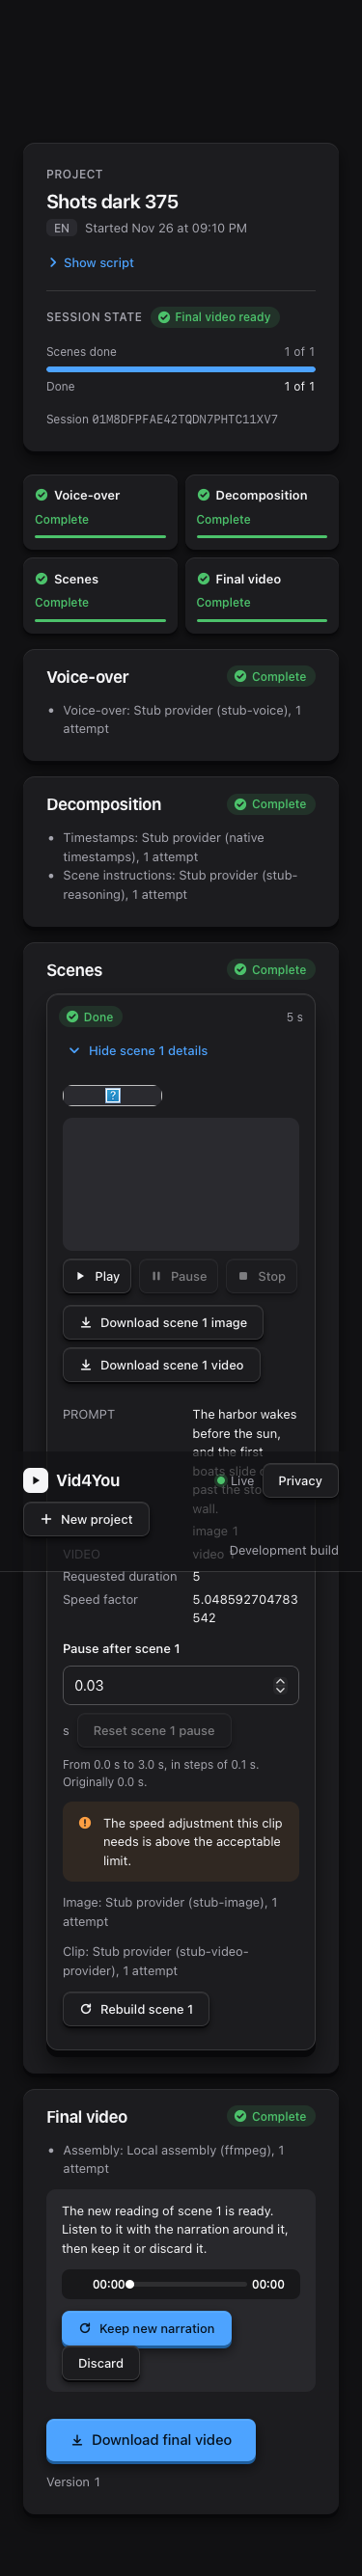 PROJECT
Shots dark 375
EN Started Nov 26 at 09:10 PM
Show script
SESSION STATE Final video ready
Scenes done 1 of 1
Done 1 of 1
Session 01M8DFPFAE42TQDN7PHTC11XV7
Voice-over
Complete
Decomposition
Complete
Scenes
Complete
Final video
Complete
Voice-over Complete
• Voice-over: Stub provider (stub-voice), 1
attempt
Decomposition Complete
• Timestamps: Stub provider (native
timestamps), 1 attempt
• Scene instructions: Stub provider (stub-
reasoning), 1 attempt
Scenes Complete
Done 5 s
Hide scene 1 details
Play Pause Stop
Download scene 1 image
Download scene 1 video
PROMPT The harbor wakes
before the sun,
and the first
boats slide
past the
wall.
Vid4You Live Privacy
New project
image 1
VIDEO video 1
Development build
Requested duration 5
Speed factor 5.048592704783
542
Pause after scene 1
0.03
s Reset scene 1 pause
From 0.0 s to 3.0 s, in steps of 0.1 s.
Originally 0.0 s.
The speed adjustment this clip
needs is above the acceptable
limit.
Image: Stub provider (stub-image), 1
attempt
Clip: Stub provider (stub-video-
provider), 1 attempt
Rebuild scene 1
Final video Complete
• Assembly: Local assembly (ffmpeg), 1
attempt
The new reading of scene 1 is ready.
Listen to it with the narration around it,
then keep it or discard it.
00:00 00:00
Keep new narration
Discard
Download final video
Version 1